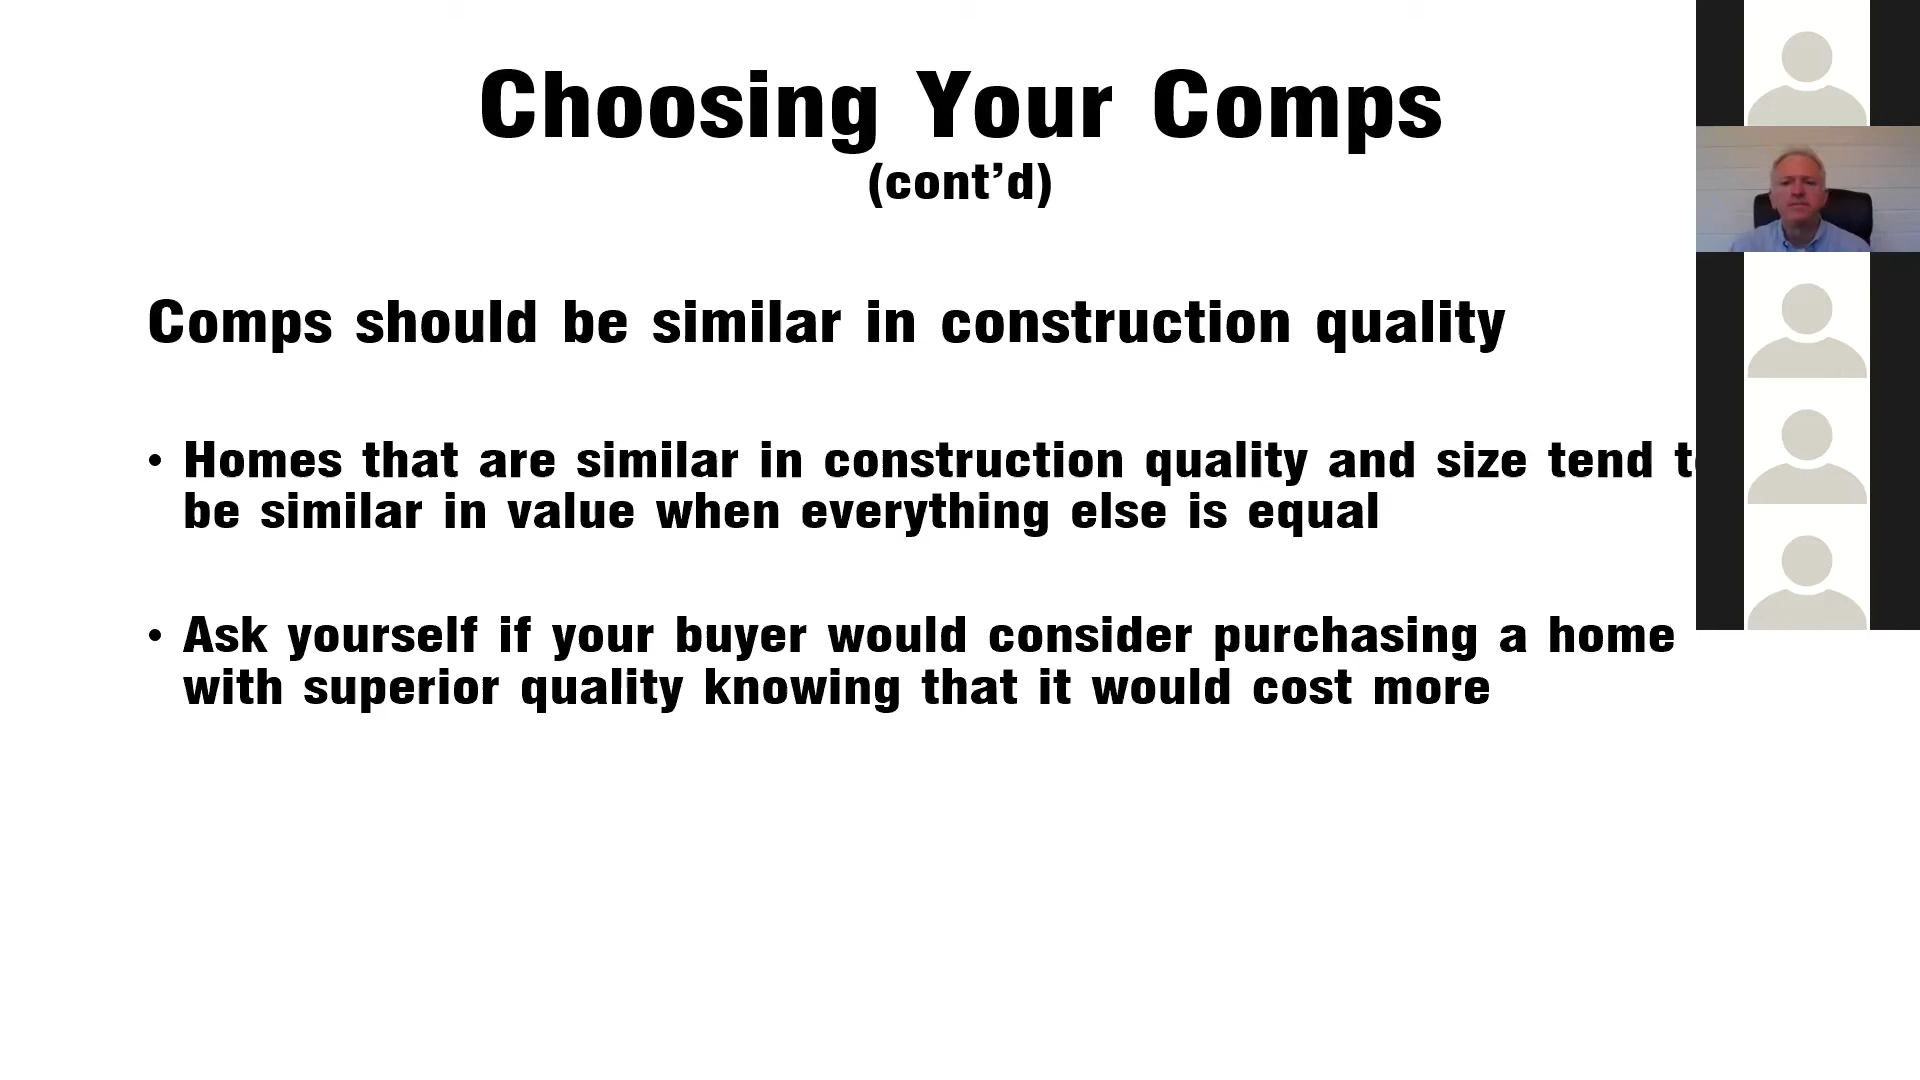 Choosing Your Comps
(cont’d)
Comps should be similar in construction quality
• Homes that are similar in construction quality and size tend to
be similar in value when everything else is equal
• Ask yourself if your buyer would consider purchasing a home
with superior quality knowing that it would cost more